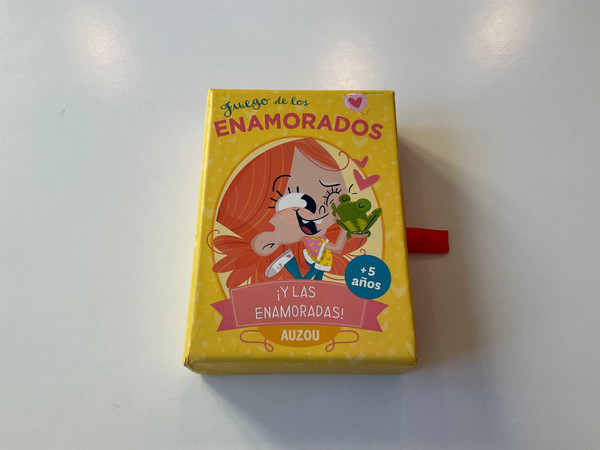 Juego de los
ENAMORADOS
+5
años
¡Y LAS
ENAMORADAS!
AUZOU